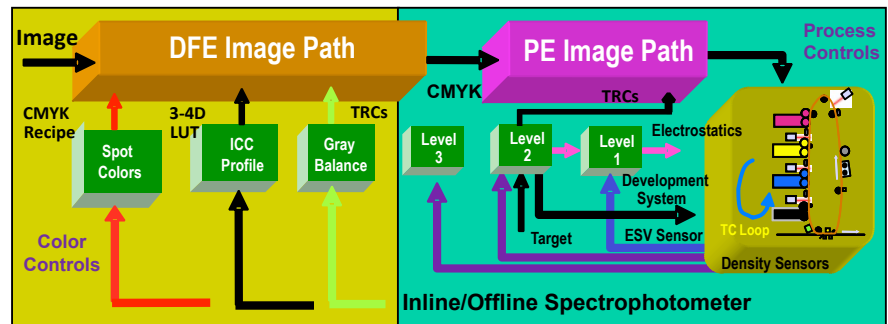 Image
DFE Image Path
PE Image Path
Process
Controls
CMYK
CMYK
Recipe
3-4D
LUT
TRCs
TRCs
Spot
Colors
ICC
Profile
Gray
Balance
Level
3
Level
2
Level
1
Electrostatics
Development
System
Target
ESV Sensor
TC Loop
Density Sensors
Color
Controls
Inline/Offline Spectrophotometer